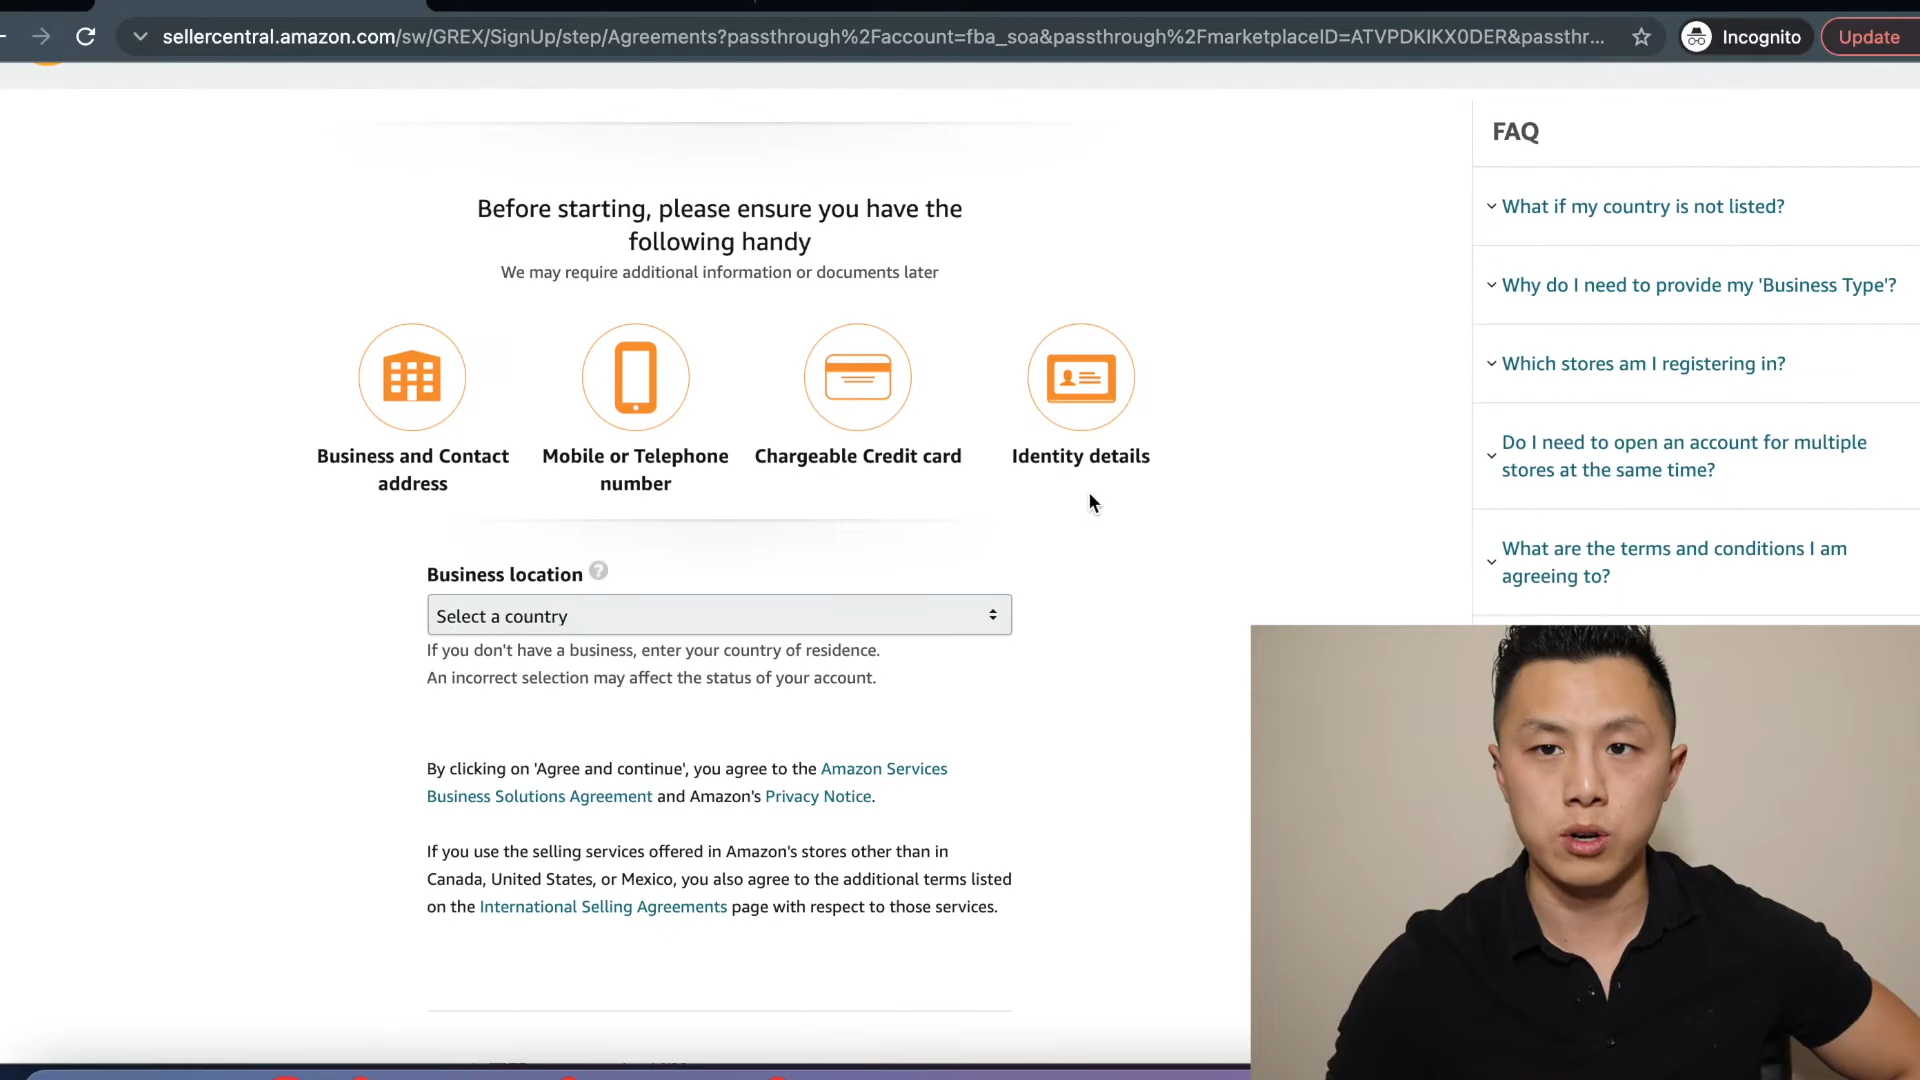 sellercentral.amazon.com/sw/GREX/SignUp/step/Agreements?passthrough%2Faccount=fba_soa&passthrough%2FmarketplaceID=ATVPDKIKX0DER&passthr...
Incognito
Update
Before starting, please ensure you have the
following handy
We may require additional information or documents later
Business and Contact
address
Mobile or Telephone
number
Chargeable Credit card
Identity details
Business location ?
Select a country
If you don't have a business, enter your country of residence.
An incorrect selection may affect the status of your account.
By clicking on 'Agree and continue', you agree to the Amazon Services
Business Solutions Agreement and Amazon's Privacy Notice.
If you use the selling services offered in Amazon's stores other than in
Canada, United States, or Mexico, you also agree to the additional terms listed
on the International Selling Agreements page with respect to those services.
FAQ
What if my country is not listed?
Why do I need to provide my 'Business Type'?
Which stores am I registering in?
Do I need to open an account for multiple
stores at the same time?
What are the terms and conditions I am
agreeing to?